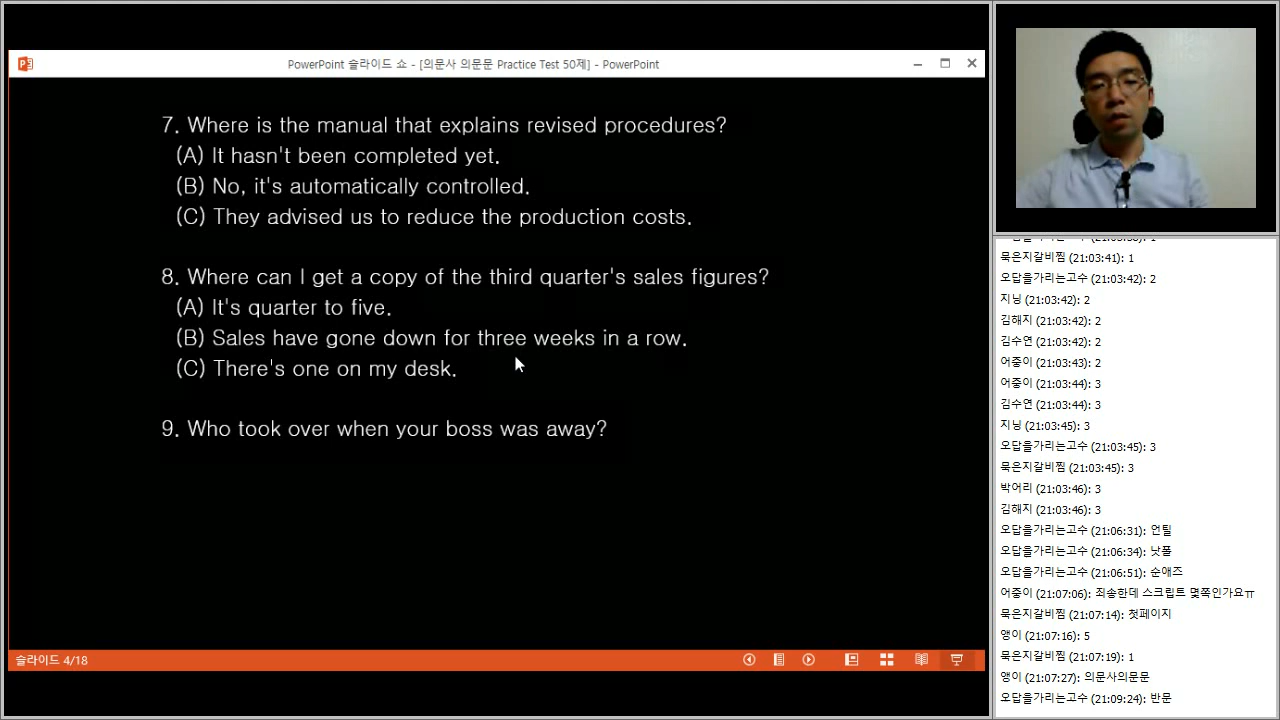 PowerPoint 슬라이드 쇼 - [의문사 의문문 Practice Test 50제] - PowerPoint
7. Where is the manual that explains revised procedures?
(A) It hasn't been completed yet.
(B) No, it's automatically controlled.
(C) They advised us to reduce the production costs.
8. Where can I get a copy of the third quarter's sales figures?
(A) It's quarter to five.
(B) Sales have gone down for three weeks in a row.
(C) There's one on my desk.
9. Who took over when your boss was away?
슬라이드 4/18
묵은지갈비찜 (21:03:41): 1
오답을가리는고수 (21:03:42): 2
지닝 (21:03:42): 2
김해지 (21:03:42): 2
김수연 (21:03:42): 2
어중이 (21:03:43): 2
어중이 (21:03:44): 3
김수연 (21:03:44): 3
지닝 (21:03:45): 3
오답을가리는고수 (21:03:45): 3
묵은지갈비찜 (21:03:45): 3
박어리 (21:03:46): 3
김해지 (21:03:46): 3
오답을가리는고수 (21:06:31): 언틸
오답을가리는고수 (21:06:34): 낫폴
오답을가리는고수 (21:06:51): 순애즈
어중이 (21:07:06): 죄송한데 스크립트 몇쪽인가요ㅠ
묵은지갈비찜 (21:07:14): 첫페이지
앵이 (21:07:16): 5
묵은지갈비찜 (21:07:19): 1
앵이 (21:07:27): 의문사의문문
오답을가리는고수 (21:09:24): 반문